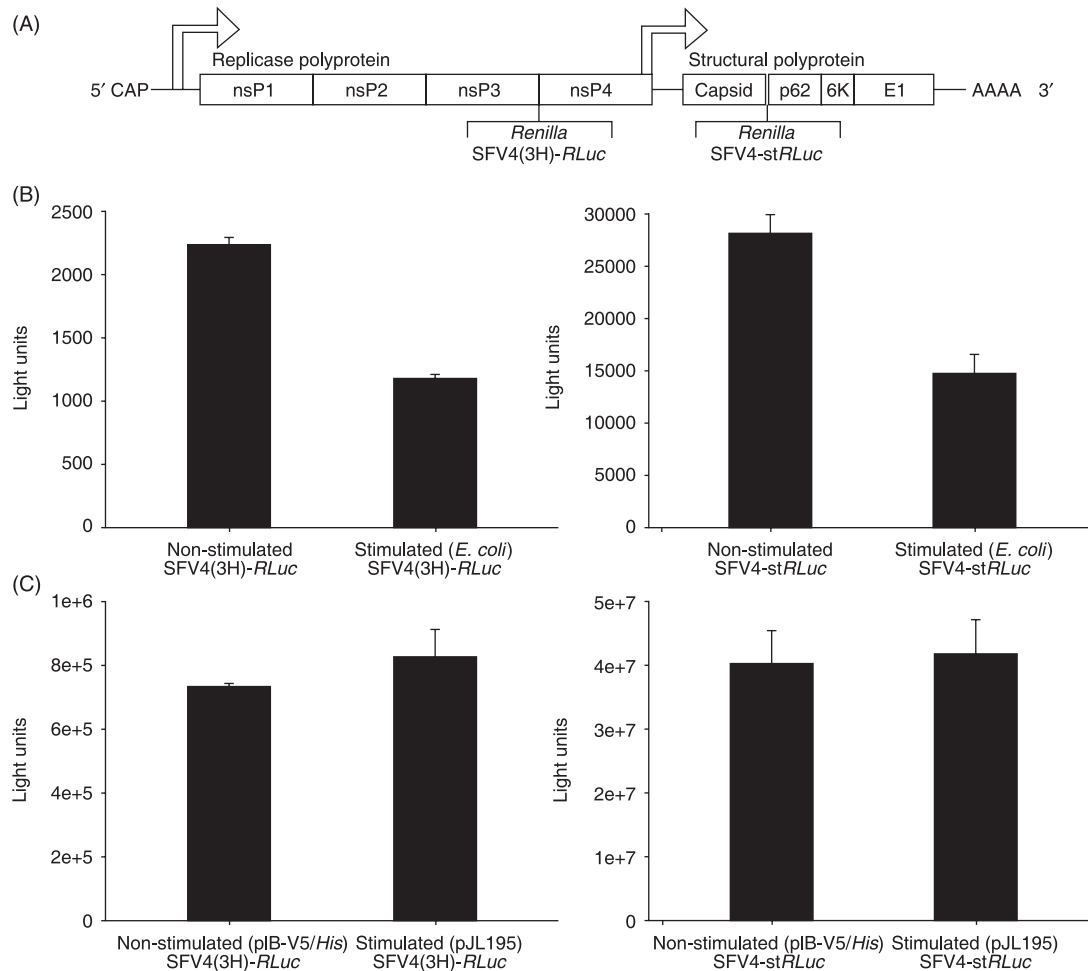 (A)
Replicase polyprotein
Structural polyprotein
5′ CAP
nsP1
nsP2
nsP3
nsP4
Capsid
p62
6K
E1
AAAA 3′
Renilla
SFV4(3H)-RLuc
Renilla
SFV4-stRLuc
(B)
Light units
2500
2000
1500
1000
500
0
Non-stimulated
SFV4(3H)-RLuc
Stimulated (E. coli)
SFV4(3H)-RLuc
Light units
30000
25000
20000
15000
10000
5000
0
Non-stimulated
SFV4-stRLuc
Stimulated (E. coli)
SFV4-stRLuc
(C)
Light units
1e+6
8e+5
6e+5
4e+5
2e+5
0
Non-stimulated (pIB-V5/His)
SFV4(3H)-RLuc
Stimulated (pJL195)
SFV4(3H)-RLuc
Light units
5e+7
4e+7
3e+7
2e+7
1e+7
0
Non-stimulated (pIB-V5/His)
SFV4-stRLuc
Stimulated (pJL195)
SFV4-stRLuc